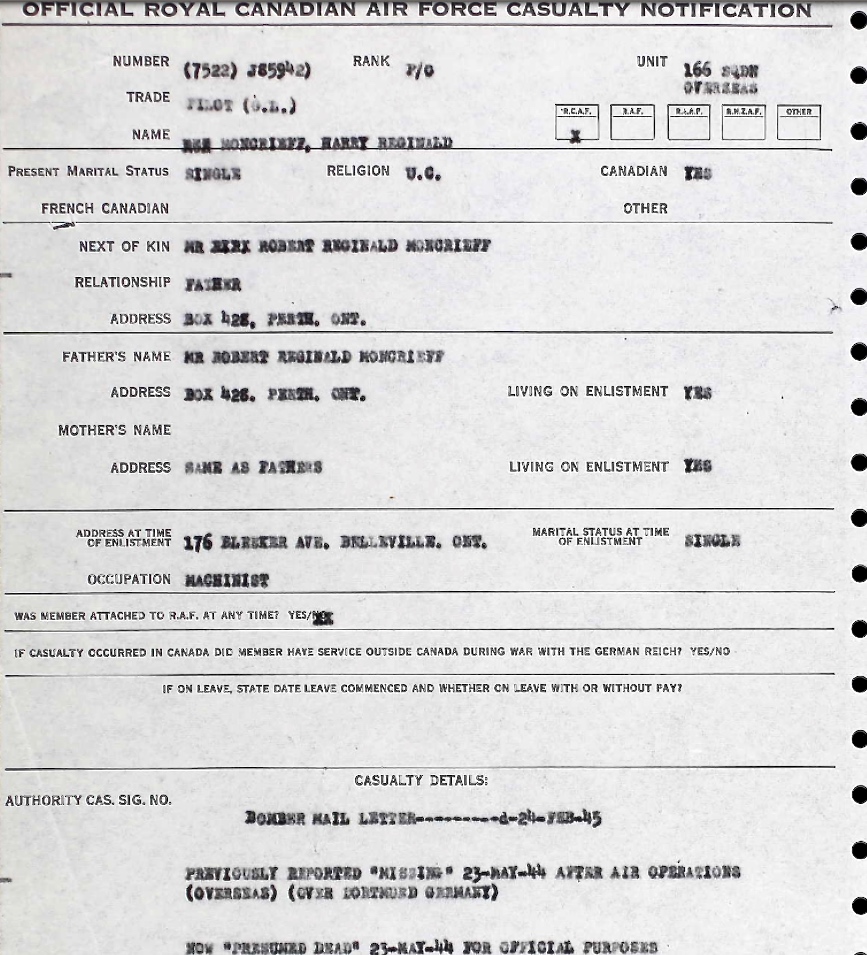 OFFICIAL ROYAL CANADIAN AIR FORCE CASUALTY NOTIFICATION
NUMBER (7522) J85942) RANK P/O UNIT 166 SQDN
OVERSEAS
TRADE PILOT (O.L.)
R.C.A.F. R.A.F. R.A.A.F. R.N.Z.A.F. OTHER
X
NAME MONCRIEFF, HARRY REGINALD
PRESENT MARITAL STATUS SINGLE RELIGION U.C. CANADIAN YES
FRENCH CANADIAN OTHER
NEXT OF KIN MR ROBERT REGINALD MONCRIEFF
RELATIONSHIP FATHER
ADDRESS BOX 428, PERTH. ONT.
FATHER'S NAME MR ROBERT REGINALD MONCRIEFF
ADDRESS BOX 428. PERTH. ONT. LIVING ON ENLISTMENT YES
MOTHER'S NAME
ADDRESS SAME AS FATHERS LIVING ON ENLISTMENT YES
ADDRESS AT TIME OF ENLISTMENT 176 BLEEKER AVE. BELLEVILLE. ONT. MARITAL STATUS AT TIME OF ENLISTMENT SINGLE
OCCUPATION MACHINIST
WAS MEMBER ATTACHED TO R.A.F. AT ANY TIME? YES/
IF CASUALTY OCCURRED IN CANADA DID MEMBER HAVE SERVICE OUTSIDE CANADA DURING WAR WITH THE GERMAN REICH? YES/NO
IF ON LEAVE, STATE DATE LEAVE COMMENCED AND WHETHER ON LEAVE WITH OR WITHOUT PAY?
CASUALTY DETAILS:
AUTHORITY CAS. SIG. NO.
BOMBER MAIL LETTER---------d-24-FEB-45
PREVIOUSLY REPORTED "MISSING" 23-MAY-44 AFTER AIR OPERATIONS
(OVERSEAS) (OVER DORTMUND GERMANY)
NOW "PRESUMED DEAD" 23-MAY-44 FOR OFFICIAL PURPOSES